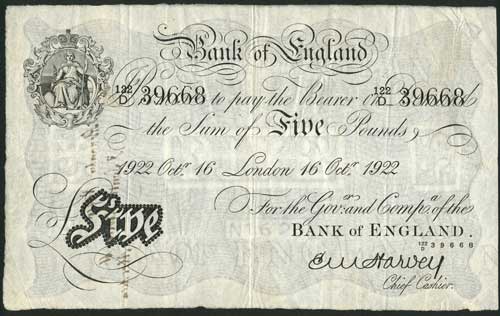 Bank of England
122/D 39668 to pay the Bearer on 122/D 39668
the Sum of Five Pounds
1922 Octr. 16 London 16 Octr. 1922
For the Govr. and Compa. of the
BANK of ENGLAND.
122/D 39668
£Five
E M Harvey
Chief Cashier.